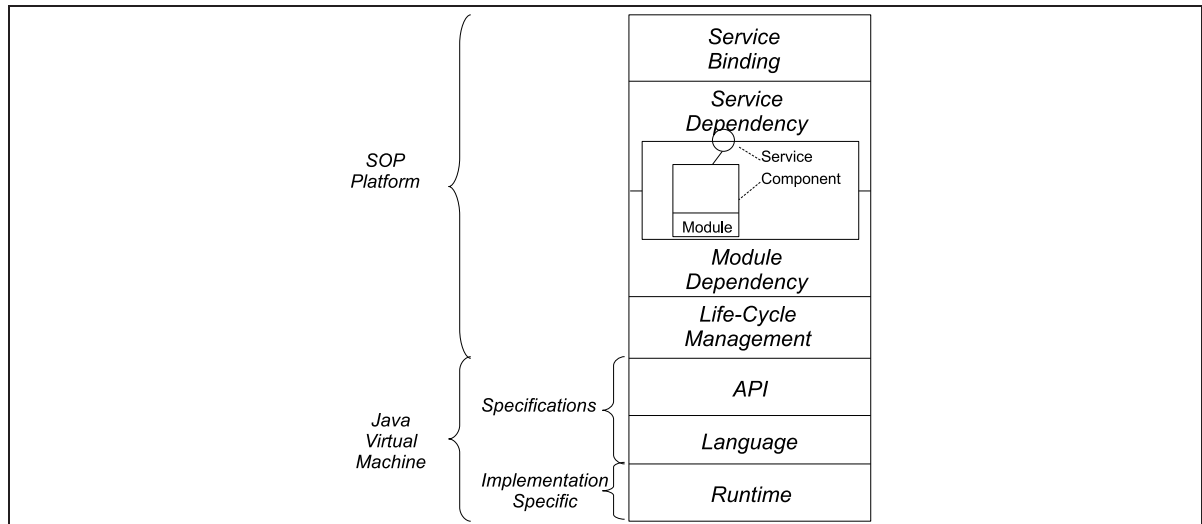 Service
Binding
Service
Dependency
Service
Component
Module
Module
Dependency
Life-Cycle
Management
SOP
Platform
API
Language
Runtime
Specifications
Implementation
Specific
Java
Virtual
Machine